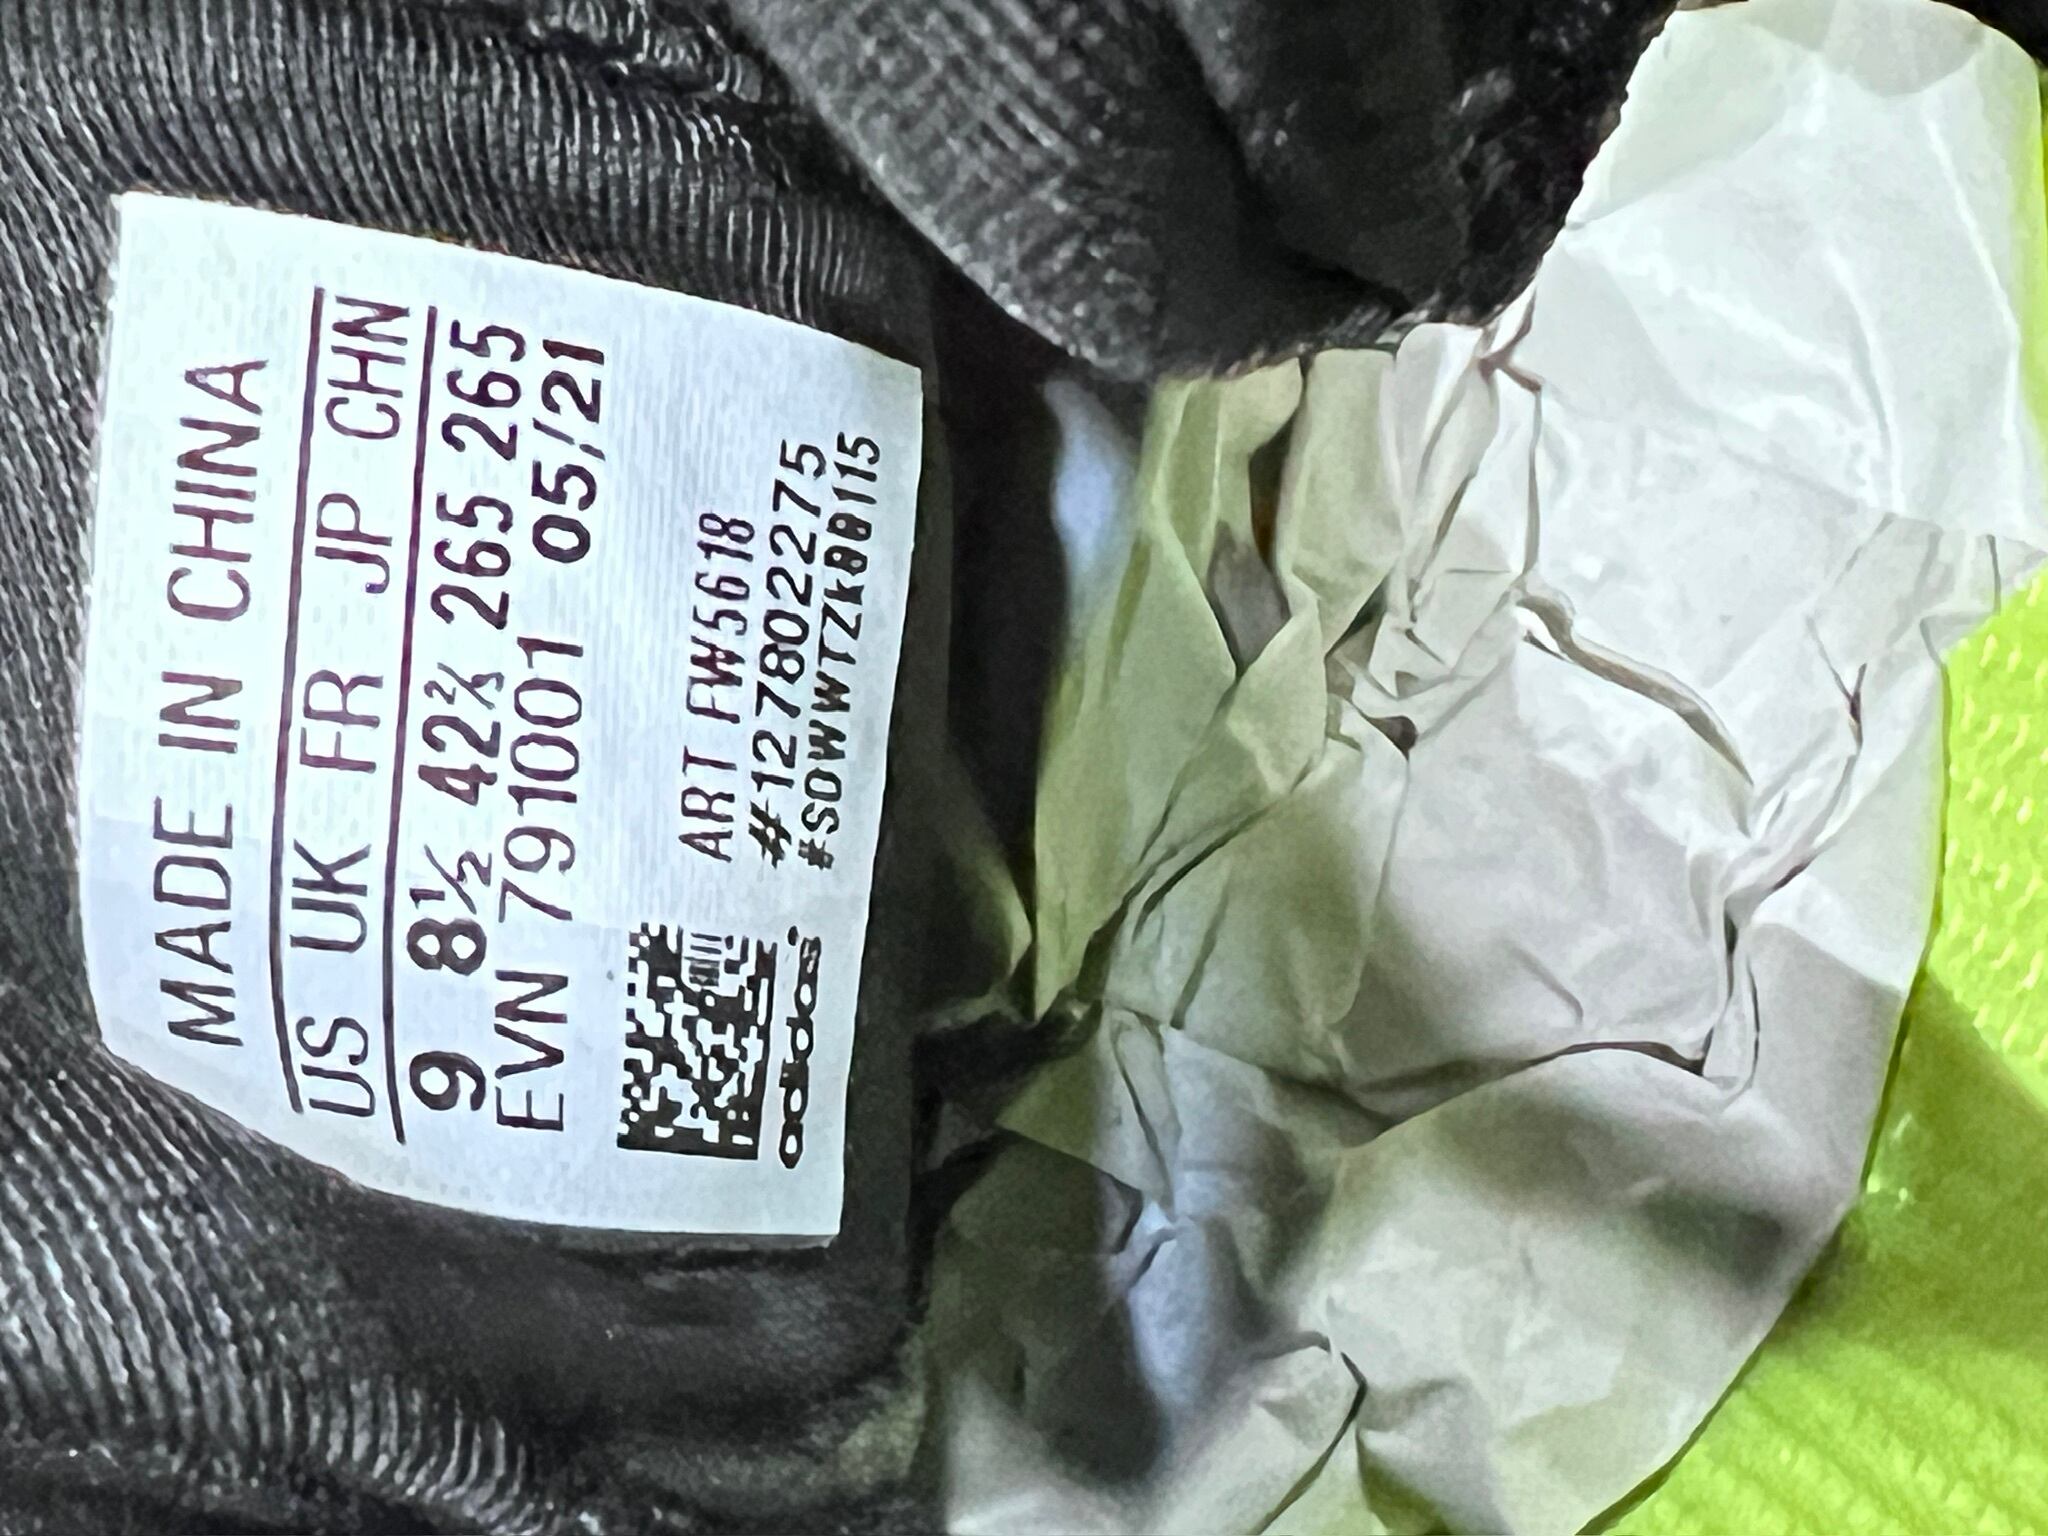 MADE IN CHINA
US UK FR JP CHN
9 8½ 42⅔ 265 265
EVN 791001 05/21
ART FW5618
#127802275
#SOWWTZk00115
adidas